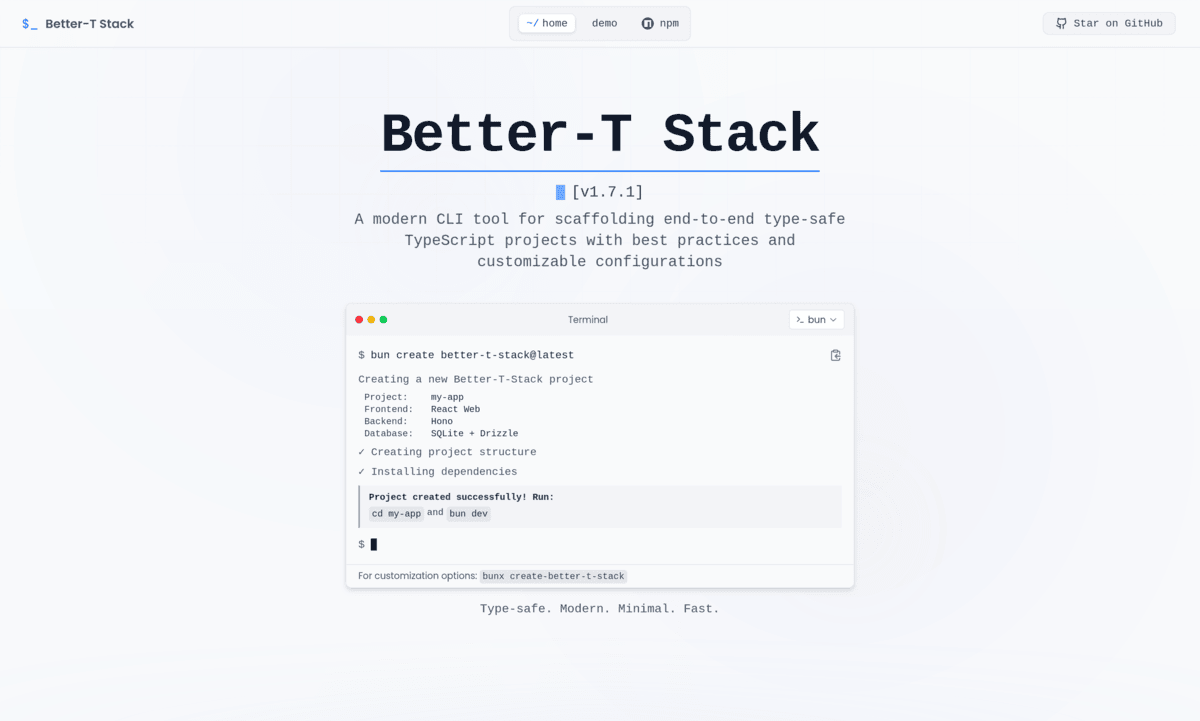 $_ Better-T Stack
~/ home demo npm
Star on GitHub
Better-T Stack
[v1.7.1]
A modern CLI tool for scaffolding end-to-end type-safe
TypeScript projects with best practices and
customizable configurations
Terminal
>_ bun
$ bun create better-t-stack@latest
Creating a new Better-T-Stack project
Project: my-app
Frontend: React Web
Backend: Hono
Database: SQLite + Drizzle
✓ Creating project structure
✓ Installing dependencies
Project created successfully! Run:
cd my-app and bun dev
$
For customization options: bunx create-better-t-stack
Type-safe. Modern. Minimal. Fast.